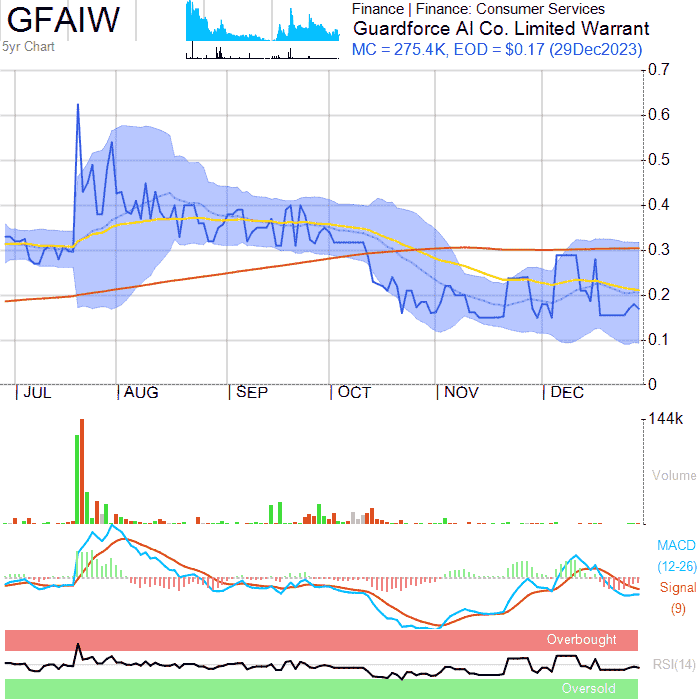 GFAIW
5yr Chart
Finance | Finance: Consumer Services
Guardforce AI Co. Limited Warrant
MC = 275.4K, EOD = $0.17 (29Dec2023)
0.7
0.6
0.5
0.4
0.3
0.2
0.1
0
JUL
AUG
SEP
OCT
NOV
DEC
144k
Volume
MACD
(12-26)
Signal
(9)
Overbought
RSI(14)
Oversold